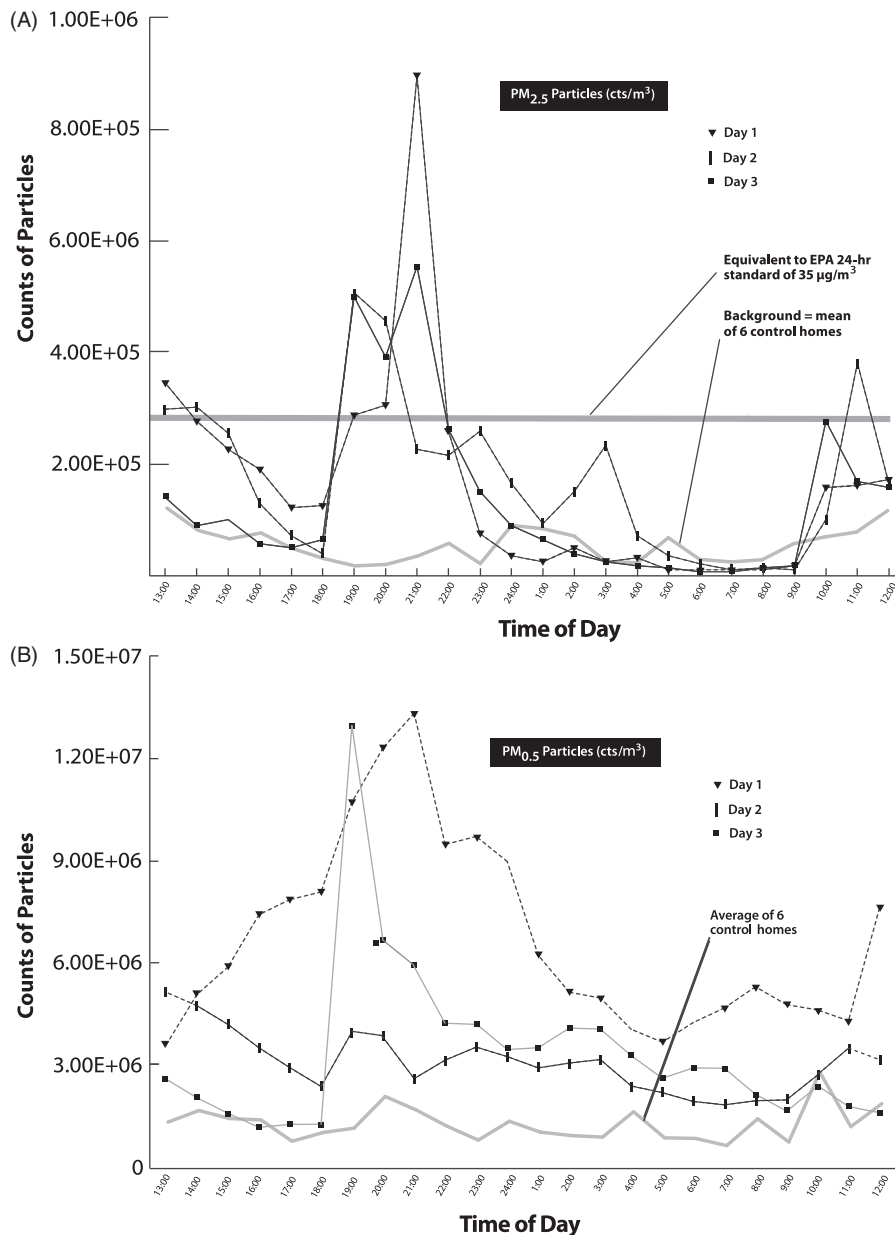 (A)
1.00E+06
8.00E+05
6.00E+06
4.00E+05
2.00E+05
Counts of Particles
PM2.5 Particles (cts/m3)
Day 1
Day 2
Day 3
Equivalent to EPA 24-hr
standard of 35 μg/m3
Background = mean
of 6 control homes
13:00 14:00 15:00 16:00 17:00 18:00 19:00 20:00 21:00 22:00 23:00 24:00 1:00 2:00 3:00 4:00 5:00 6:00 7:00 8:00 9:00 10:00 11:00 12:00
Time of Day
(B)
1.50E+07
1.20E+07
9.00E+06
6.00E+06
3.00E+06
0
Counts of Particles
PM0.5 Particles (cts/m3)
Day 1
Day 2
Day 3
Average of 6
control homes
13:00 14:00 15:00 16:00 17:00 18:00 19:00 20:00 21:00 22:00 23:00 24:00 1:00 2:00 3:00 4:00 5:00 6:00 7:00 8:00 9:00 10:00 11:00 12:00
Time of Day